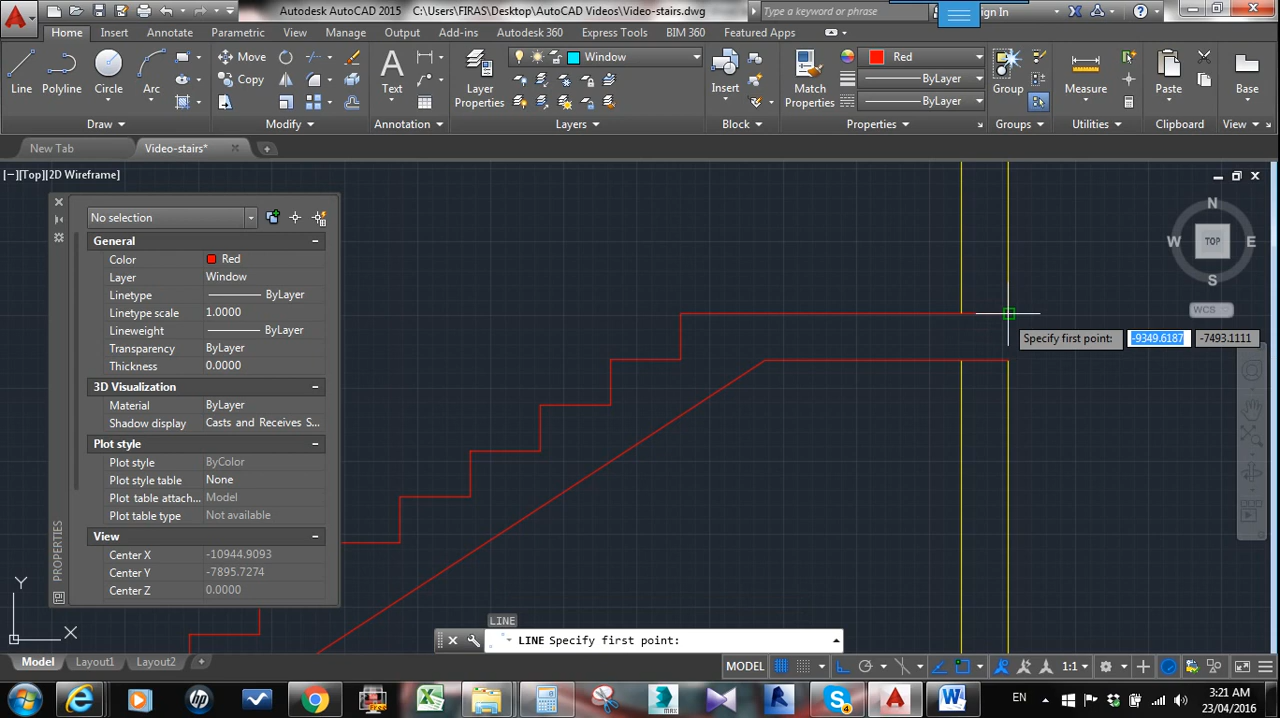 Autodesk AutoCAD 2015 C:\Users\FIRAS\Desktop\AutoCAD Videos\Video-stairs.dwg
Type a keyword or phrase
gn In
Home Insert Annotate Parametric View Manage Output Add-ins Autodesk 360 Express Tools BIM 360 Featured Apps
Line Polyline Circle Arc
Move
Copy
Text
Layer Properties
Window
Insert
Match Properties
Red
ByLayer
ByLayer
Group
Measure
Paste
Base
Draw Modify Annotation Layers Block Properties Groups Utilities Clipboard View
New Tab Video-stairs*
[−][Top][2D Wireframe]
No selection
General
Color Red
Layer Window
Linetype ByLayer
Linetype scale 1.0000
Lineweight ByLayer
Transparency ByLayer
Thickness 0.0000
3D Visualization
Material ByLayer
Shadow display Casts and Receives S...
Plot style
Plot style ByColor
Plot style table None
Plot table attach... Model
Plot table type Not available
View
Center X -10944.9093
Center Y -7895.7274
Center Z 0.0000
PROPERTIES
N
W TOP E
S
WCS
Specify first point: -9349.6187 -7493.1111
Y
X
LINE
LINE Specify first point:
Model Layout1 Layout2 +
MODEL
1:1
EN
3:21 AM
23/04/2016